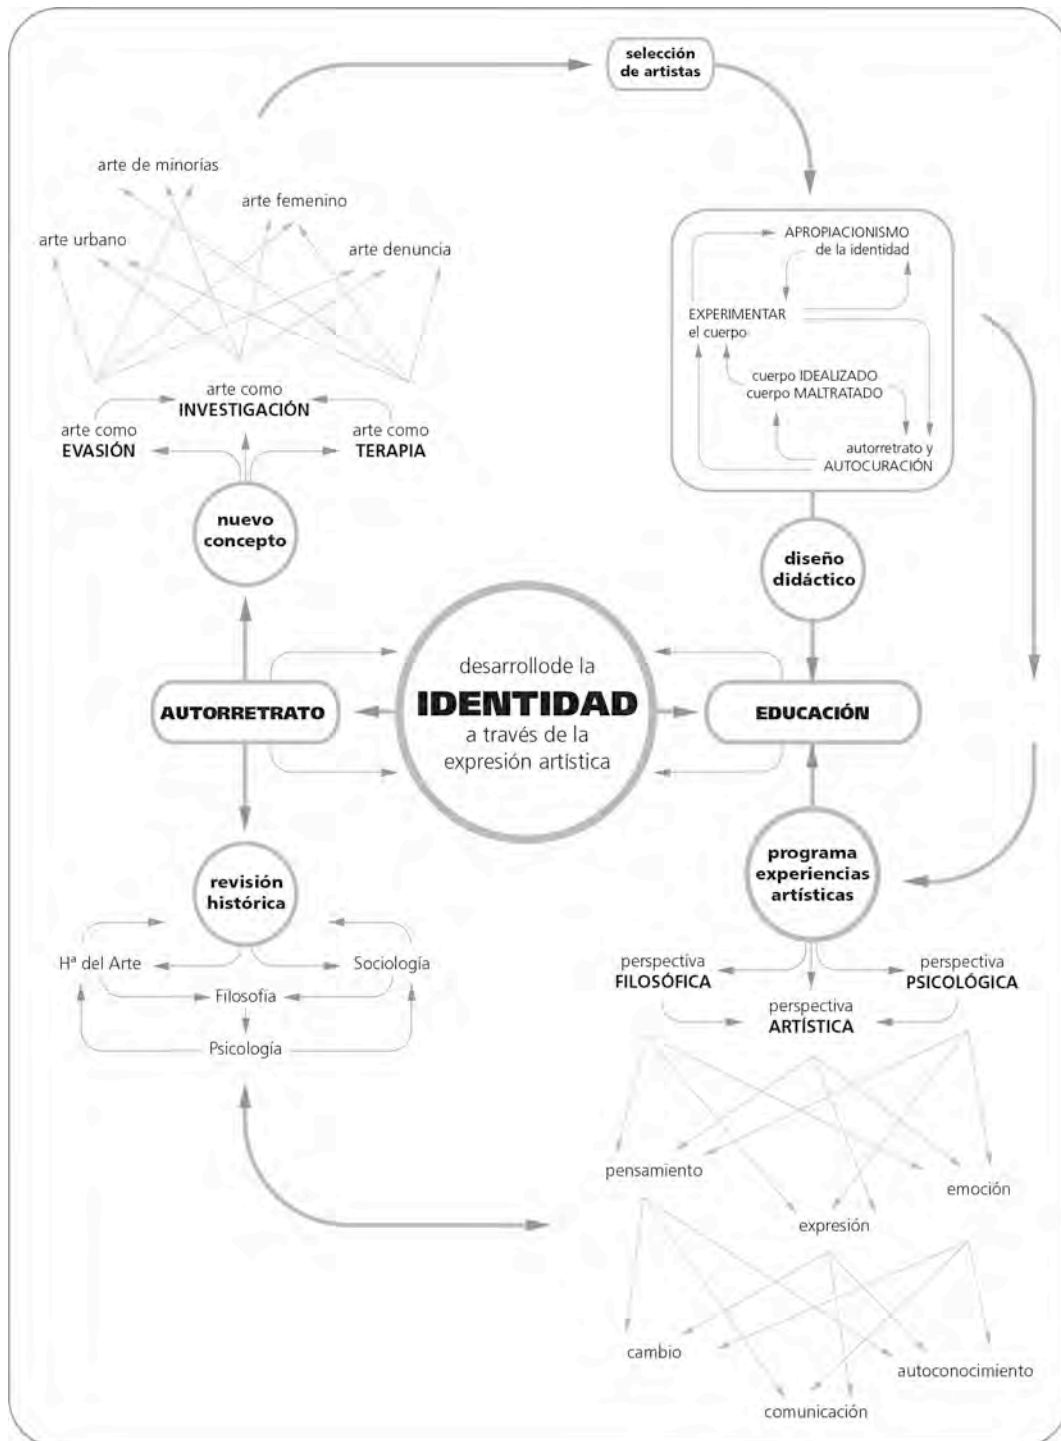 selección
de artistas
arte de minorías
arte femenino
arte urbano
arte denuncia
APROPIACIONISMO
de la identidad
EXPERIMENTAR
el cuerpo
cuerpo IDEALIZADO
cuerpo MALTRATADO
autorretrato y
AUTOCURACIÓN
arte como
INVESTIGACIÓN
arte como
EVASIÓN
arte como
TERAPIA
nuevo
concepto
diseño
didáctico
desarrollode la
IDENTIDAD
a través de la
expresión artística
AUTORRETRATO
EDUCACIÓN
revisión
histórica
programa
experiencias
artísticas
Hª del Arte
Sociología
Filosofía
Psicología
perspectiva
FILOSÓFICA
perspectiva
PSICOLÓGICA
perspectiva
ARTÍSTICA
pensamiento
emoción
expresión
cambio
autoconocimiento
comunicación